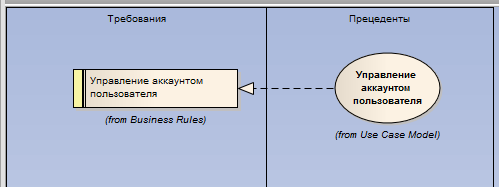 Требования
Прецеденты
Управление аккаунтом
пользователя
(from Business Rules)
Управление
аккаунтом
пользователя
(from Use Case Model)